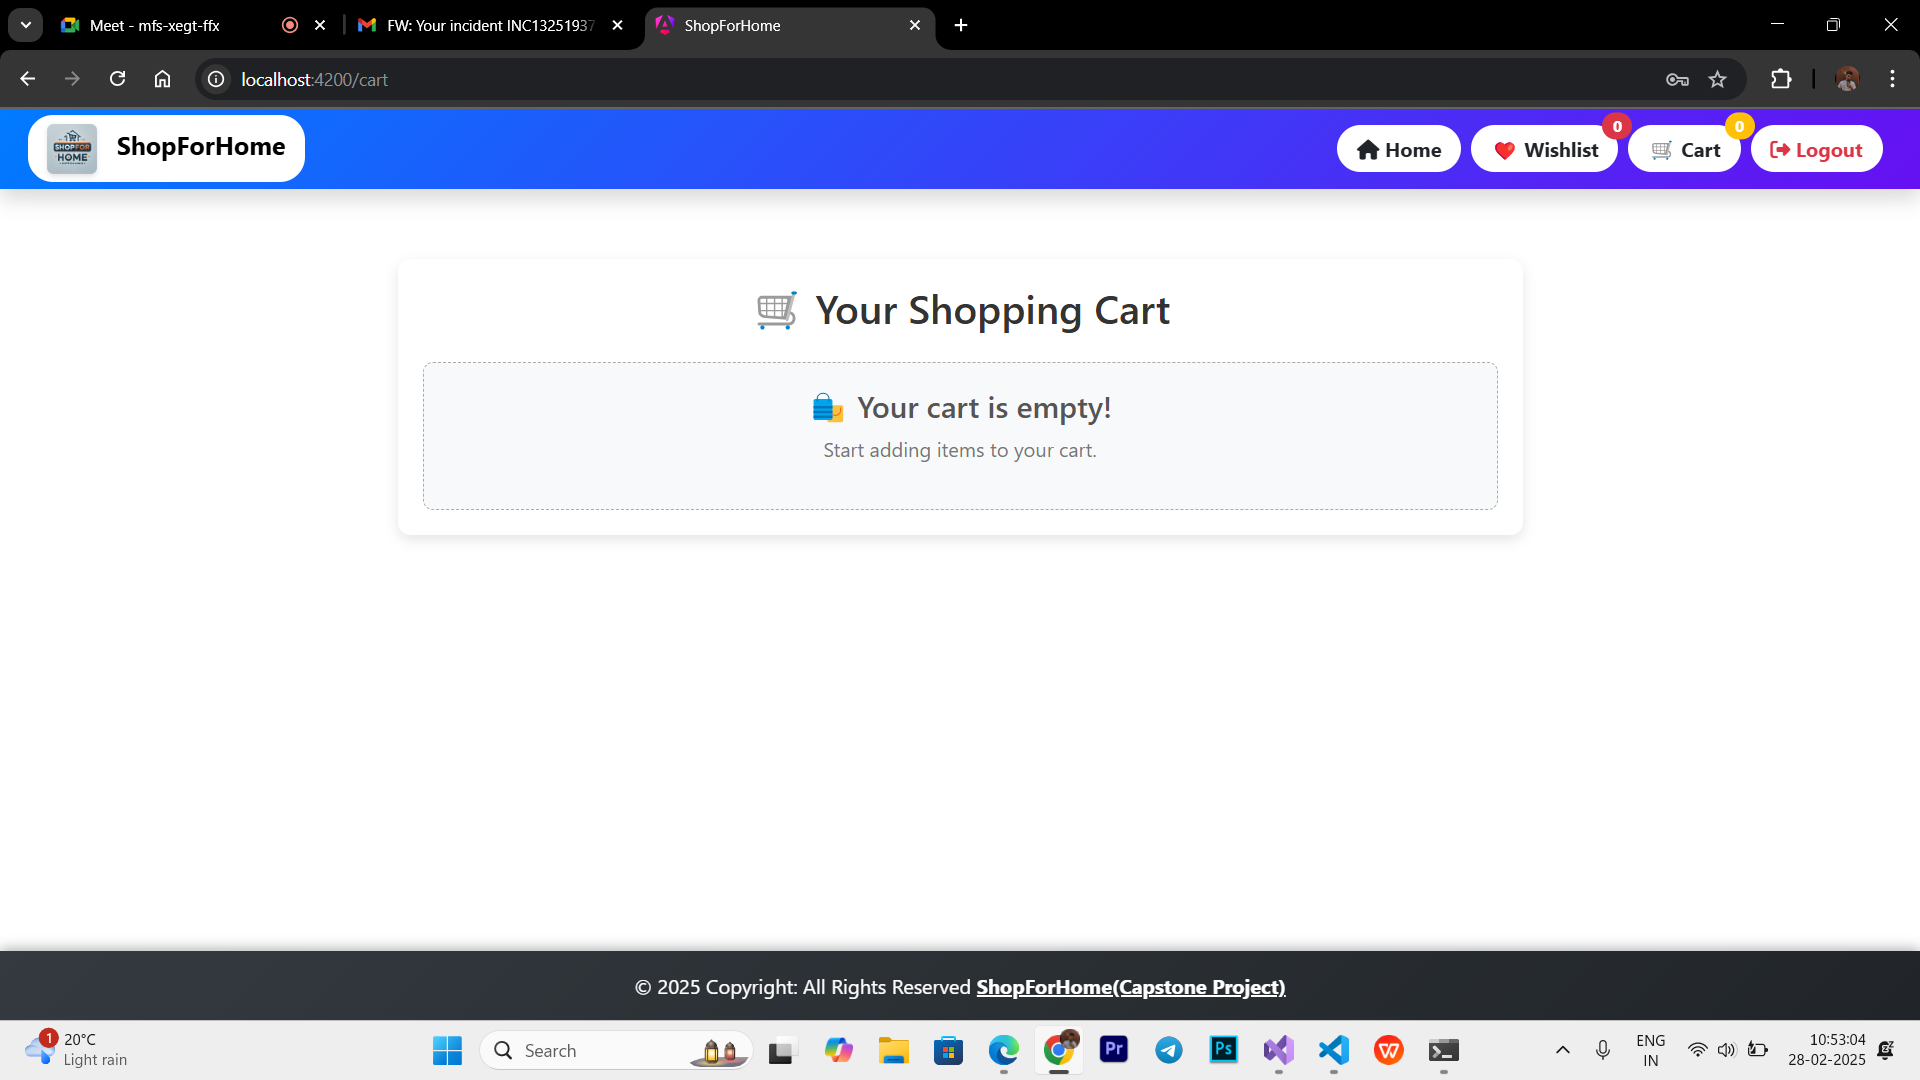 Meet - mfs-xegt-ffx
FW: Your incident INC13251937
ShopForHome
localhost:4200/cart
SHOPFOR
HOME
ShopForHome
Home
Wishlist
0
Cart
0
Logout
Your Shopping Cart
Your cart is empty!
Start adding items to your cart.
© 2025 Copyright: All Rights Reserved ShopForHome(Capstone Project)
1
20°C
Light rain
Search
Pr
Ps
ENG
IN
10:53:04
28-02-2025